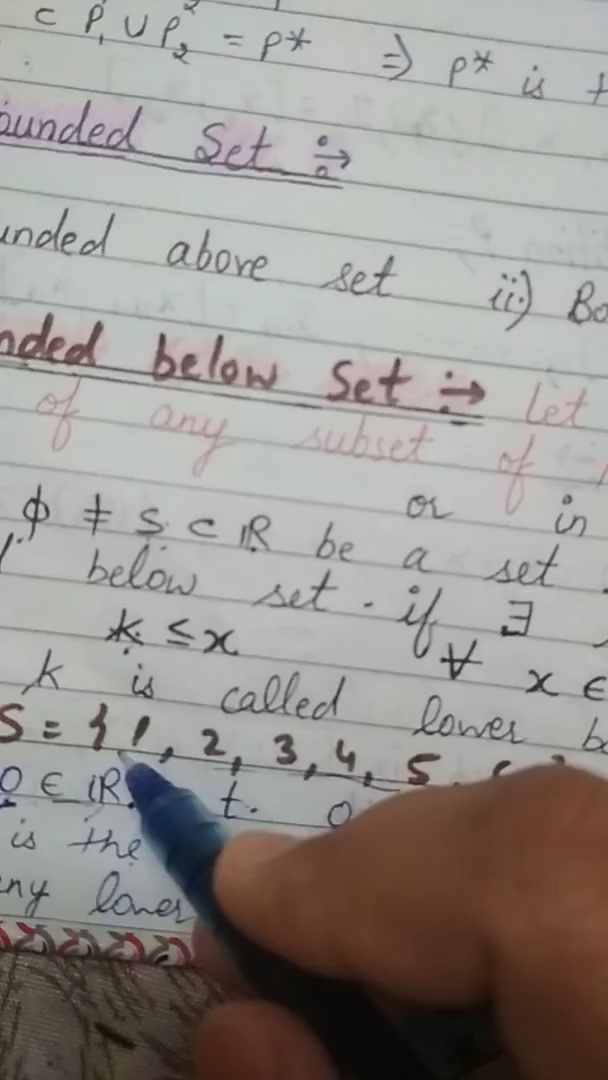 ⊂ P₁ ∪ P₂ = P* ⇒ P* is
ounded Set :→
unded above set ii) Bo
nded below Set :→ Let
of any subset of
or in
ϕ ≠ S ⊂ ℝ be a set
below set. if ∃
k ≤ x ∀ x ∈
k is called lower bo
S = { 1, 2, 3, 4, 5
0 ∈ ℝ t. 0
is the
ny lower